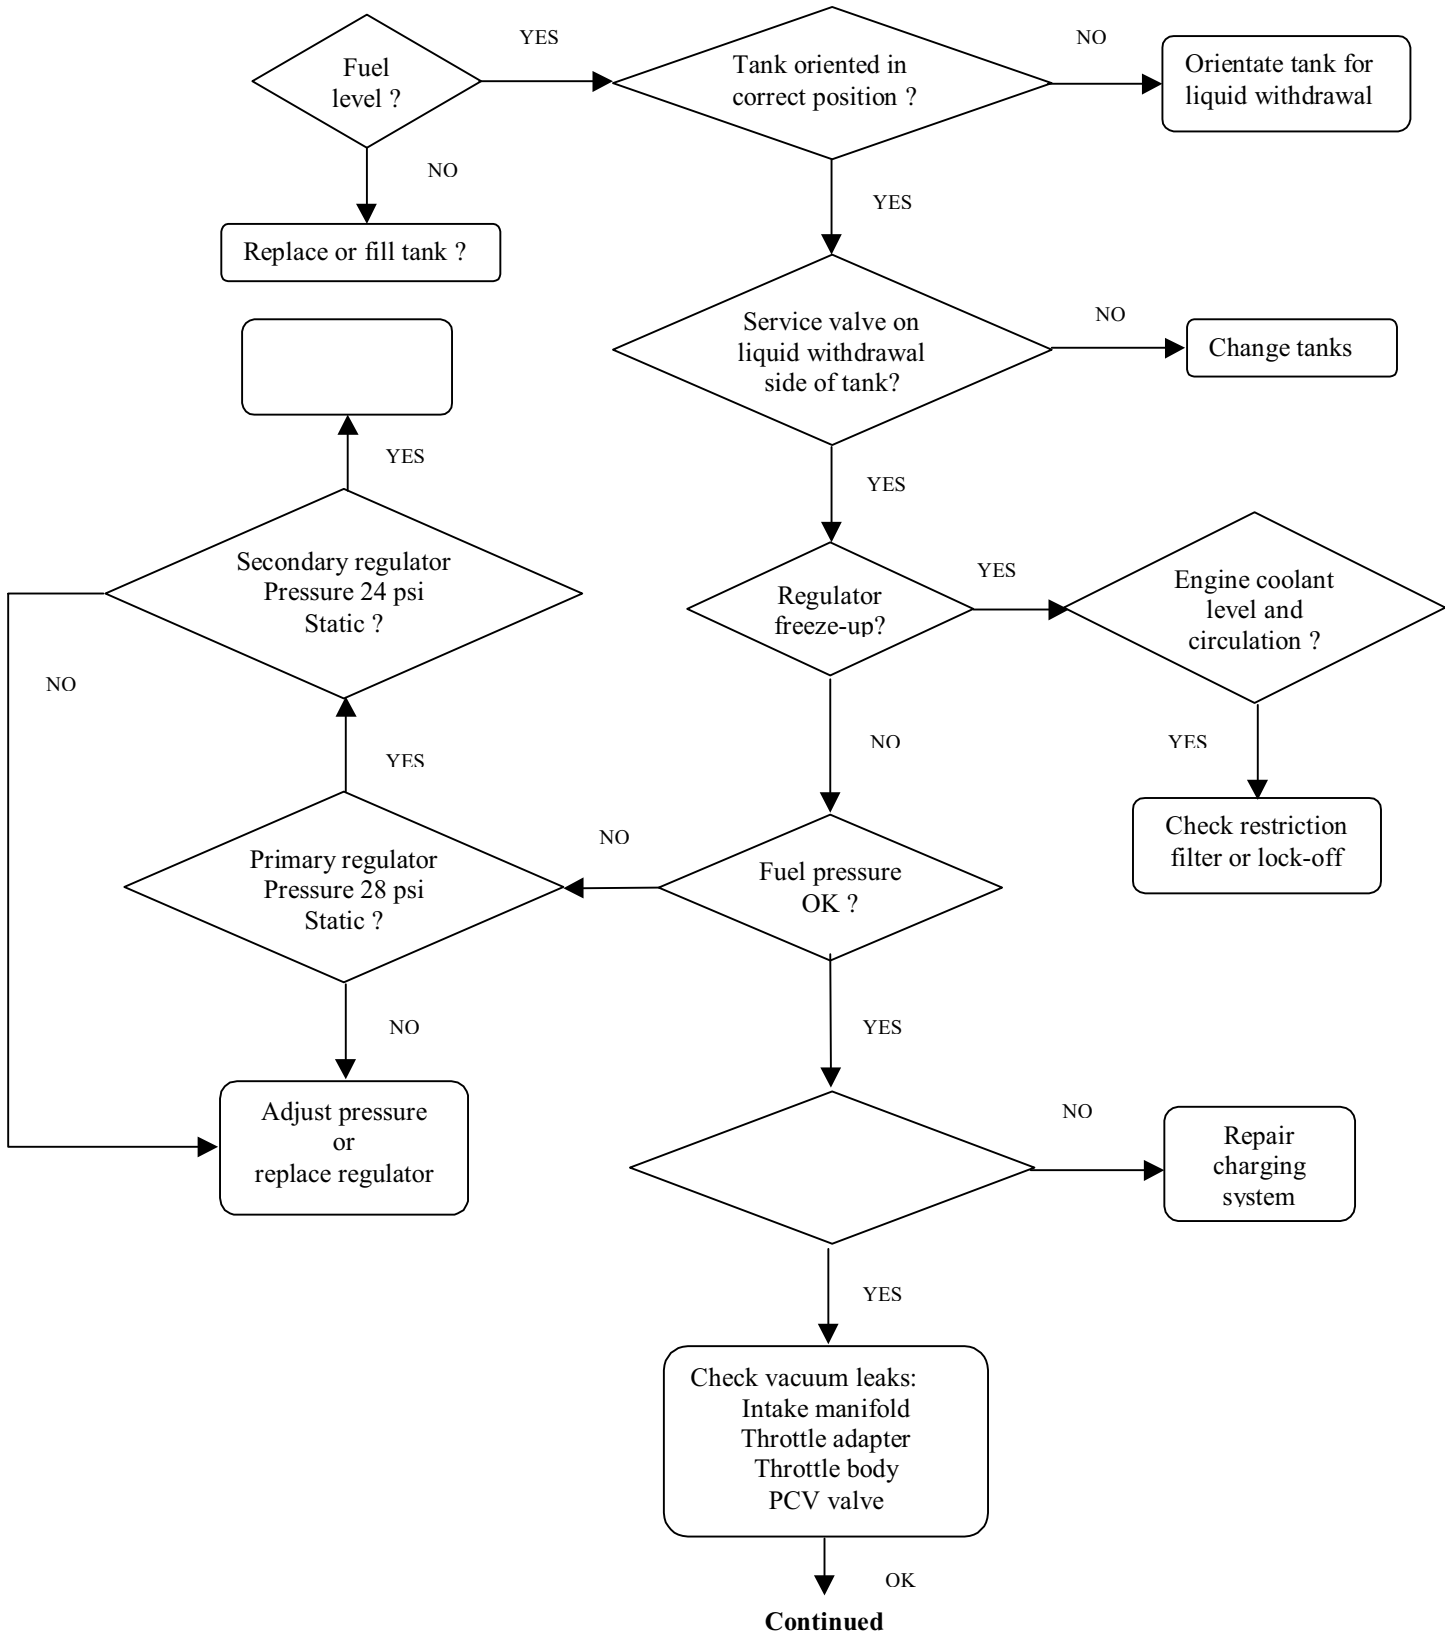 YES
NO
Fuel
level ?
Tank oriented in
correct position ?
Orientate tank for
liquid withdrawal
NO
YES
Replace or fill tank ?
Service valve on
liquid withdrawal
side of tank?
NO
Change tanks
YES
YES
Secondary regulator
Pressure 24 psi
Static ?
Regulator
freeze-up?
YES
Engine coolant
level and
circulation ?
NO
YES
NO
YES
Check restriction
filter or lock-off
Primary regulator
Pressure 28 psi
Static ?
NO
Fuel pressure
OK ?
NO
YES
Adjust pressure
or
replace regulator
NO
Repair
charging
system
YES
Check vacuum leaks:
Intake manifold
Throttle adapter
Throttle body
PCV valve
OK
Continued